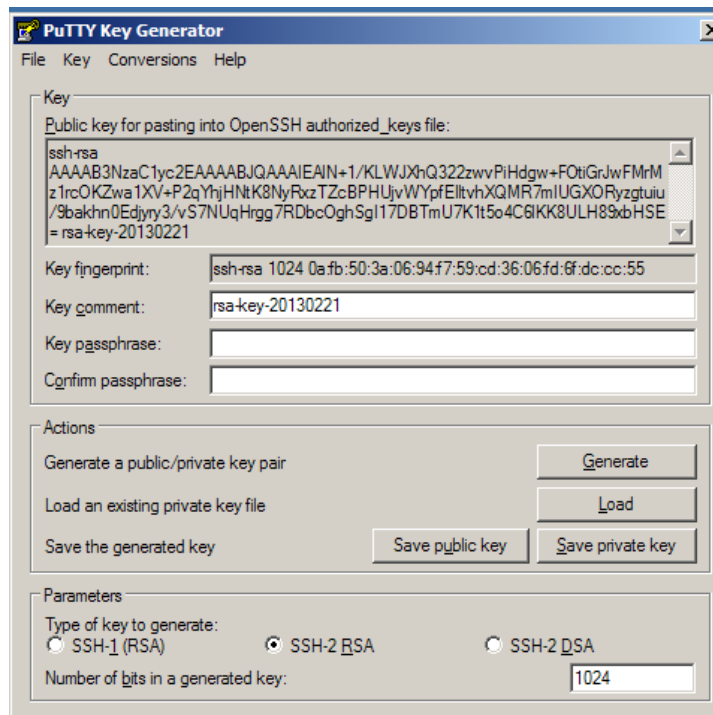 PuTTY Key Generator
File Key Conversions Help
Key
Public key for pasting into OpenSSH authorized_keys file:
ssh-rsa
AAAAB3NzaC1yc2EAAAABJQAAAIEAIN+1/KLWJXhQ322zwvPiHdgw+FOtiGrJwFMrM
z1rcOKZwa1XV+P2qYhjHNtK8NyRxzTZcBPHUjvWYpfEIltvhXQMR7mIUGXORyzgtuiu
/9bakhn0Edjyry3/vS7NUqHrgg7RDbcOghSgI17DBTmU7K1t5o4C6IKK8ULH89xbHSE
= rsa-key-20130221
Key fingerprint: ssh-rsa 1024 0a:fb:50:3a:06:94:f7:59:cd:36:06:fd:6f:dc:cc:55
Key comment: rsa-key-20130221
Key passphrase:
Confirm passphrase:
Actions
Generate a public/private key pair Generate
Load an existing private key file Load
Save the generated key Save public key Save private key
Parameters
Type of key to generate:
SSH-1 (RSA) SSH-2 RSA SSH-2 DSA
Number of bits in a generated key: 1024